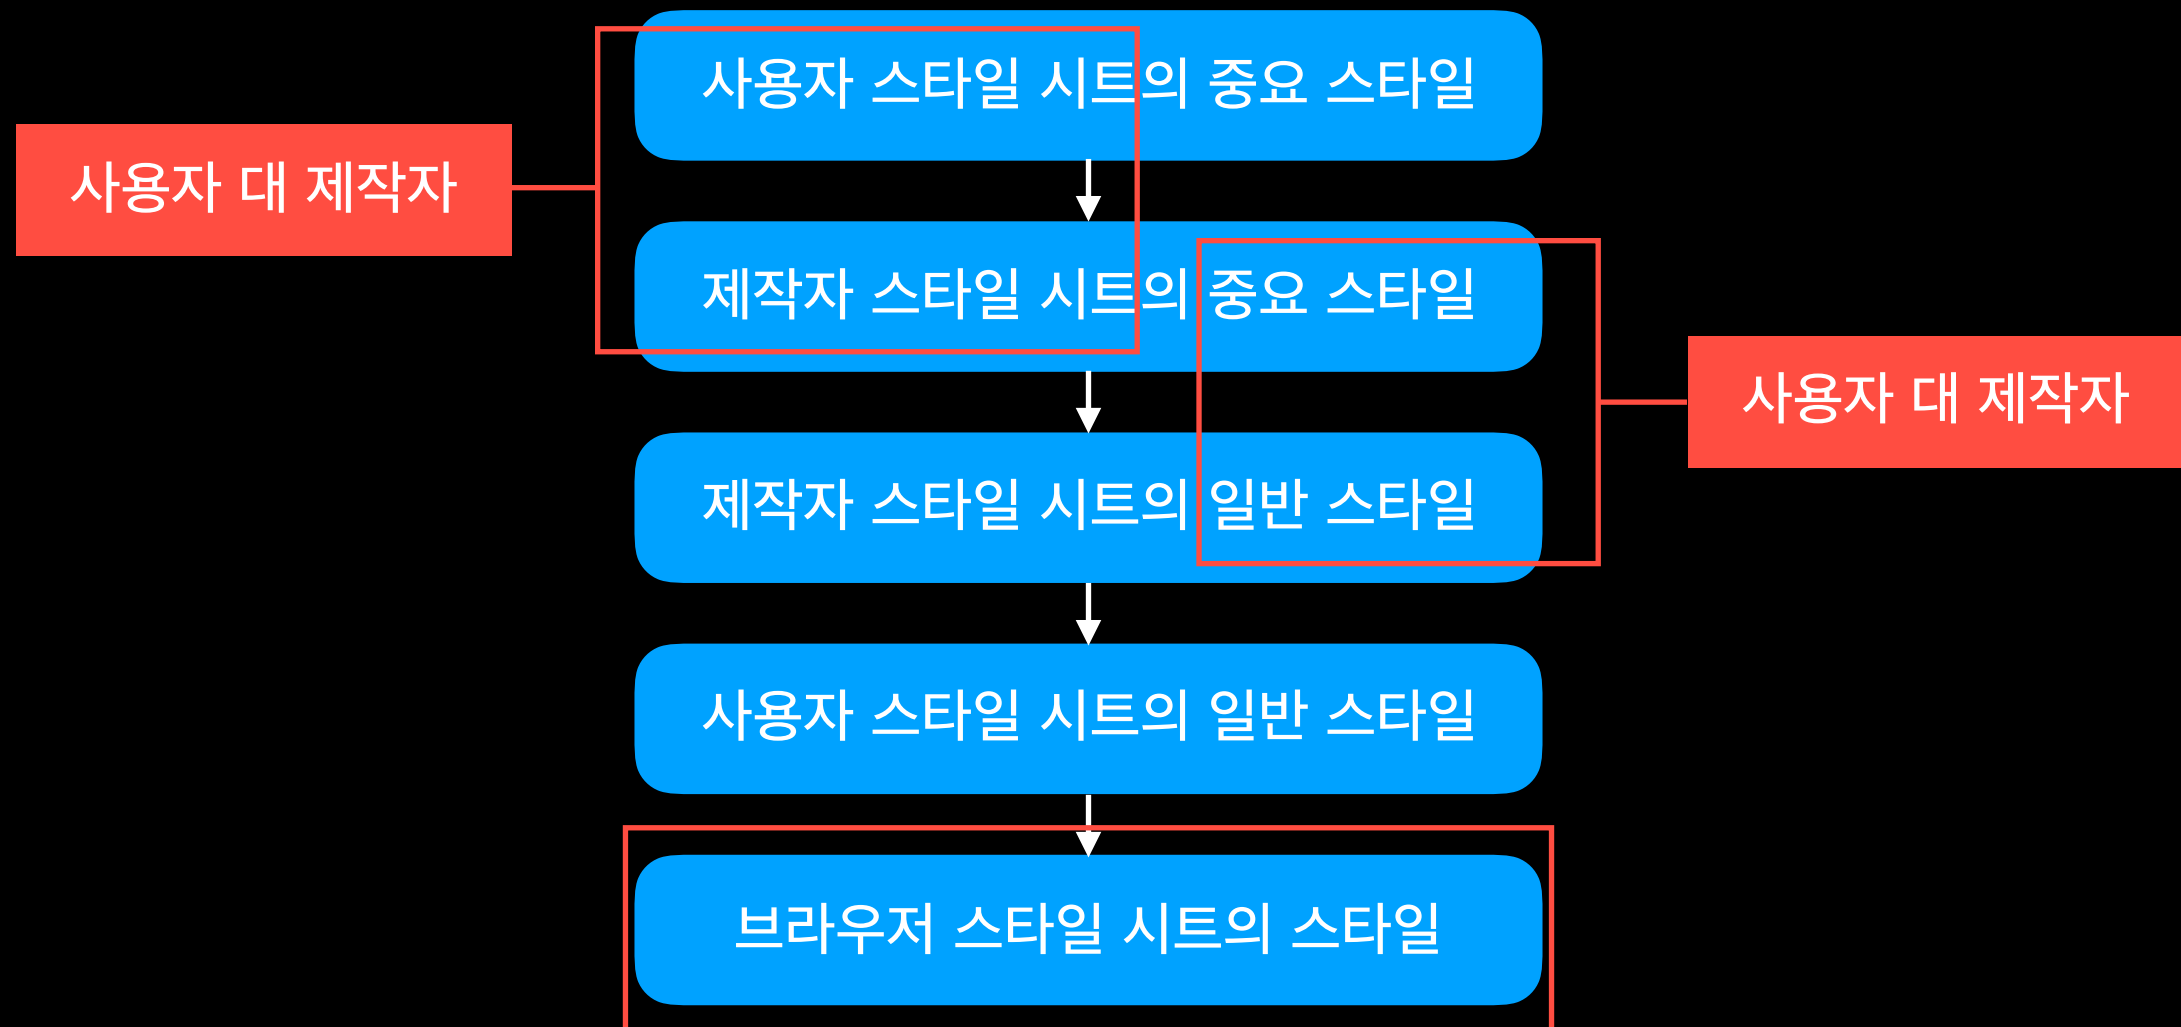 사용자 스타일 시트의 중요 스타일
사용자 대 제작자
제작자 스타일 시트의 중요 스타일
사용자 대 제작자
제작자 스타일 시트의 일반 스타일
사용자 스타일 시트의 일반 스타일
브라우저 스타일 시트의 스타일